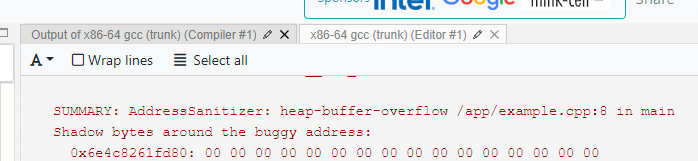 Sponsors intel. Google think-cell Share
Output of x86-64 gcc (trunk) (Compiler #1) x86-64 gcc (trunk) (Editor #1)
A Wrap lines Select all
SUMMARY: AddressSanitizer: heap-buffer-overflow /app/example.cpp:8 in main
Shadow bytes around the buggy address:
0x6e4c8261fd80: 00 00 00 00 00 00 00 00 00 00 00 00 00 00 00 00